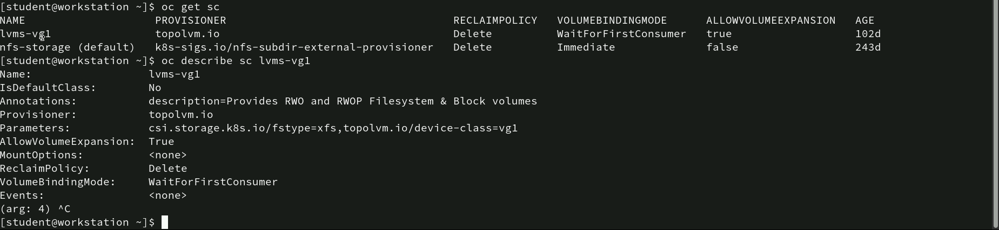 [student@workstation ~]$ oc get sc
NAME                    PROVISIONER                                   RECLAIMPOLICY   VOLUMEBINDINGMODE      ALLOWVOLUMEEXPANSION   AGE
lvms-vg1                topolvm.io                                    Delete          WaitForFirstConsumer   true                   102d
nfs-storage (default)   k8s-sigs.io/nfs-subdir-external-provisioner   Delete          Immediate              false                  243d
[student@workstation ~]$ oc describe sc lvms-vg1
Name:                  lvms-vg1
IsDefaultClass:        No
Annotations:           description=Provides RWO and RWOP Filesystem & Block volumes
Provisioner:           topolvm.io
Parameters:            csi.storage.k8s.io/fstype=xfs,topolvm.io/device-class=vg1
AllowVolumeExpansion:  True
MountOptions:          <none>
ReclaimPolicy:         Delete
VolumeBindingMode:     WaitForFirstConsumer
Events:                <none>
(arg: 4) ^C
[student@workstation ~]$